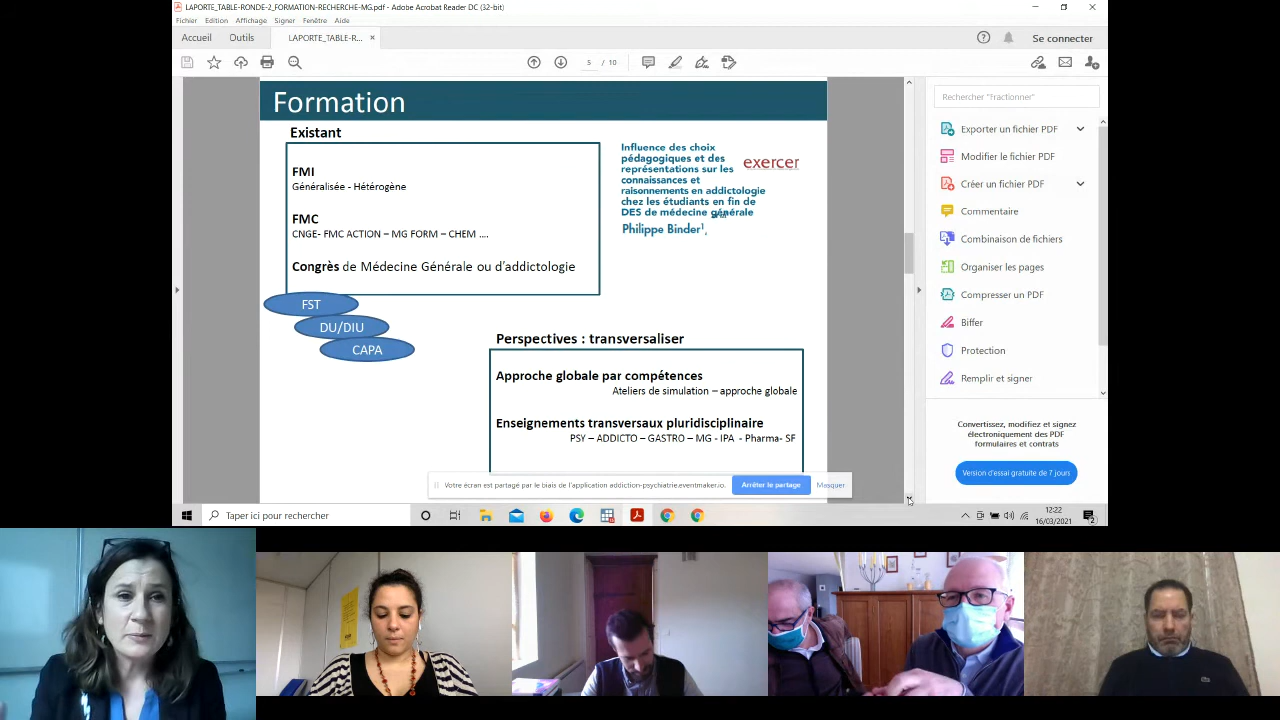 LAPORTE_TABLE-RONDE-2_FORMATION-RECHERCHE-MG.pdf - Adobe Acrobat Reader DC (32-bit)
Fichier Edition Affichage Signer Fenêtre Aide
Accueil Outils LAPORTE_TABLE-R... × Se connecter
5 / 10
Formation
Existant
FMI
Généralisée - Hétérogène
FMC
CNGE- FMC ACTION – MG FORM – CHEM ....
Congrès de Médecine Générale ou d'addictologie
FST
DU/DIU
CAPA
Influence des choix
pédagogiques et des
représentations sur les
connaissances et
raisonnements en addictologie
chez les étudiants en fin de
DES de médecine générale
exercer
Philippe Binder1,
Perspectives : transversaliser
Approche globale par compétences
Ateliers de simulation – approche globale
Enseignements transversaux pluridisciplinaire
PSY – ADDICTO – GASTRO – MG - IPA - Pharma- SF
Votre écran est partagé par le biais de l'application addiction-psychiatrie.eventmaker.io. Arrêter le partage Masquer
Rechercher "Fractionner"
Exporter un fichier PDF
Modifier le fichier PDF
Créer un fichier PDF
Commentaire
Combinaison de fichiers
Organiser les pages
Compresser un PDF
Biffer
Protection
Remplir et signer
Convertissez, modifiez et signez
électroniquement des PDF
formulaires et contrats
Version d'essai gratuite de 7 jours
Taper ici pour rechercher
12:22
16/03/2021
2